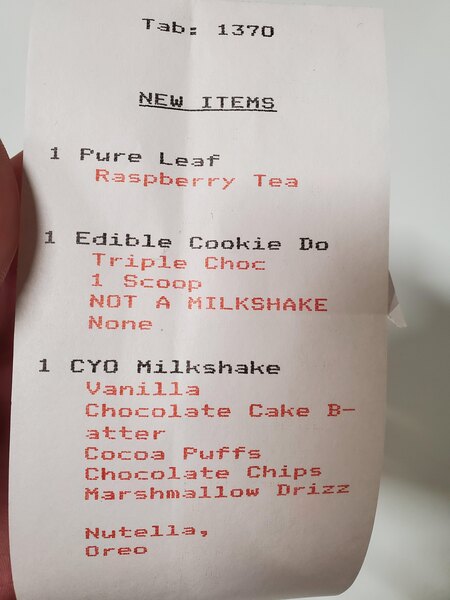 Tab: 1370
NEW ITEMS
1 Pure Leaf
Raspberry Tea
1 Edible Cookie Do
Triple Choc
1 Scoop
NOT A MILKSHAKE
None
1 CYO Milkshake
Vanilla
Chocolate Cake B-
atter
Cocoa Puffs
Chocolate Chips
Marshmallow Drizz
Nutella,
Oreo